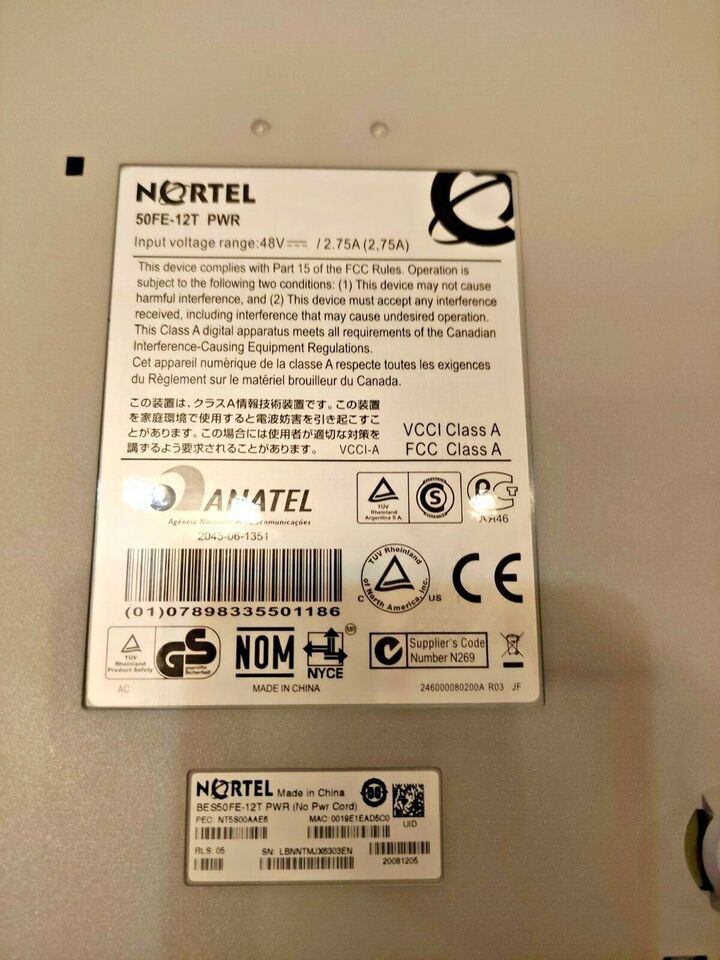 NORTEL
50FE-12T PWR
Input voltage range:48V⎓ / 2.75A (2,75A)
This device complies with Part 15 of the FCC Rules. Operation is
subject to the following two conditions: (1) This device may not cause
harmful interference, and (2) This device must accept any interference
received, including interference that may cause undesired operation.
This Class A digital apparatus meets all requirements of the Canadian
Interference-Causing Equipment Regulations.
Cet appareil numérique de la classe A respecte toutes les exigences
du Règlement sur le matériel brouilleur du Canada.
この装置は、クラスA情報技術装置です。この装置
を家庭環境で使用すると電波妨害を引き起こすこ
とがあります。この場合には使用者が適切な対策を
講ずるよう要求されることがあります。 VCCI-A
VCCI Class A
FCC Class A
ANATEL
Agência Nacional de Telecomunicações
2045-06-1351
TÜV
Rheinland
Argentina S.A.
S
АЯ46
(01)07898335501186
TÜV Rheinland
of North America, Inc.
C US
CE
TÜV
Rheinland
Product Safety
GS
geprüfte
Sicherheit
NOM
NYCE
MR
Supplier's Code
Number N269
AC
MADE IN CHINA
246000080200A R03 JF
NORTEL Made in China
BES50FE-12T PWR (No Pwr Cord)
PEC: NT5S00AAE6
MAC: 0019E1EAD5C0
UID
RLS: 05
SN: LBNNTMJX6303EN
20081205